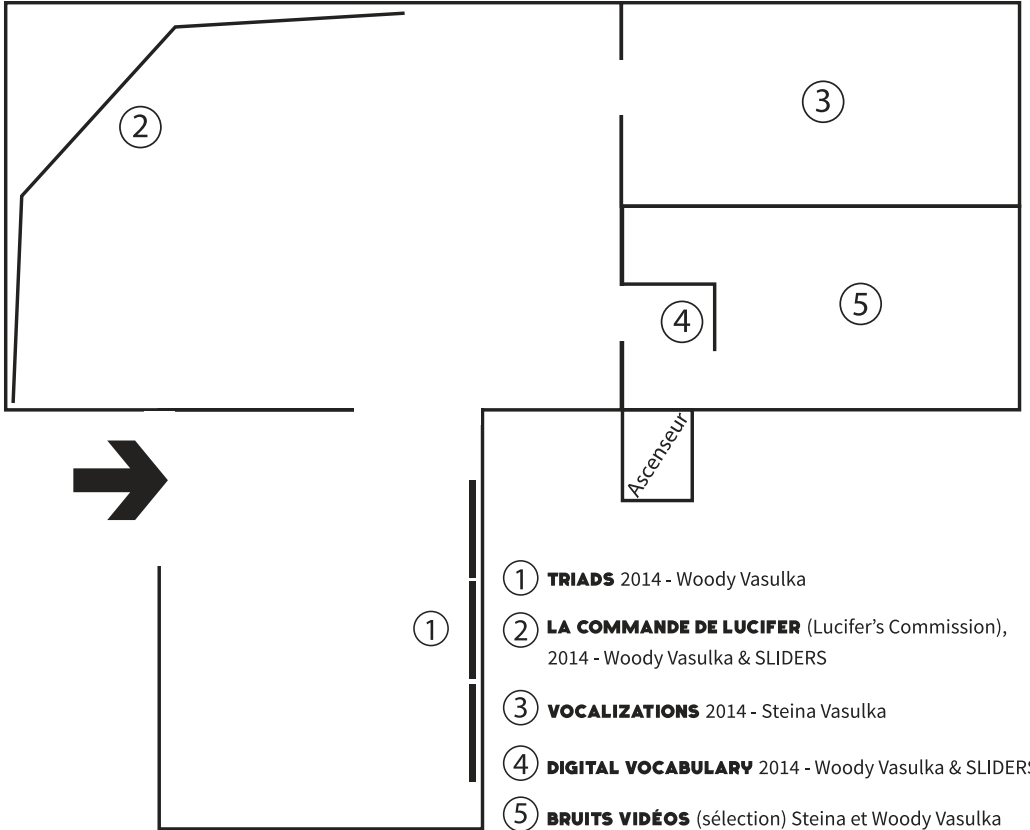 2
3
4
5
Ascenseur
1
1 TRIADS 2014 - Woody Vasulka
2 LA COMMANDE DE LUCIFER (Lucifer’s Commission),
2014 - Woody Vasulka & SLIDERS
3 VOCALIZATIONS 2014 - Steina Vasulka
4 DIGITAL VOCABULARY 2014 - Woody Vasulka & SLIDERS
5 BRUITS VIDÉOS (sélection) Steina et Woody Vasulka